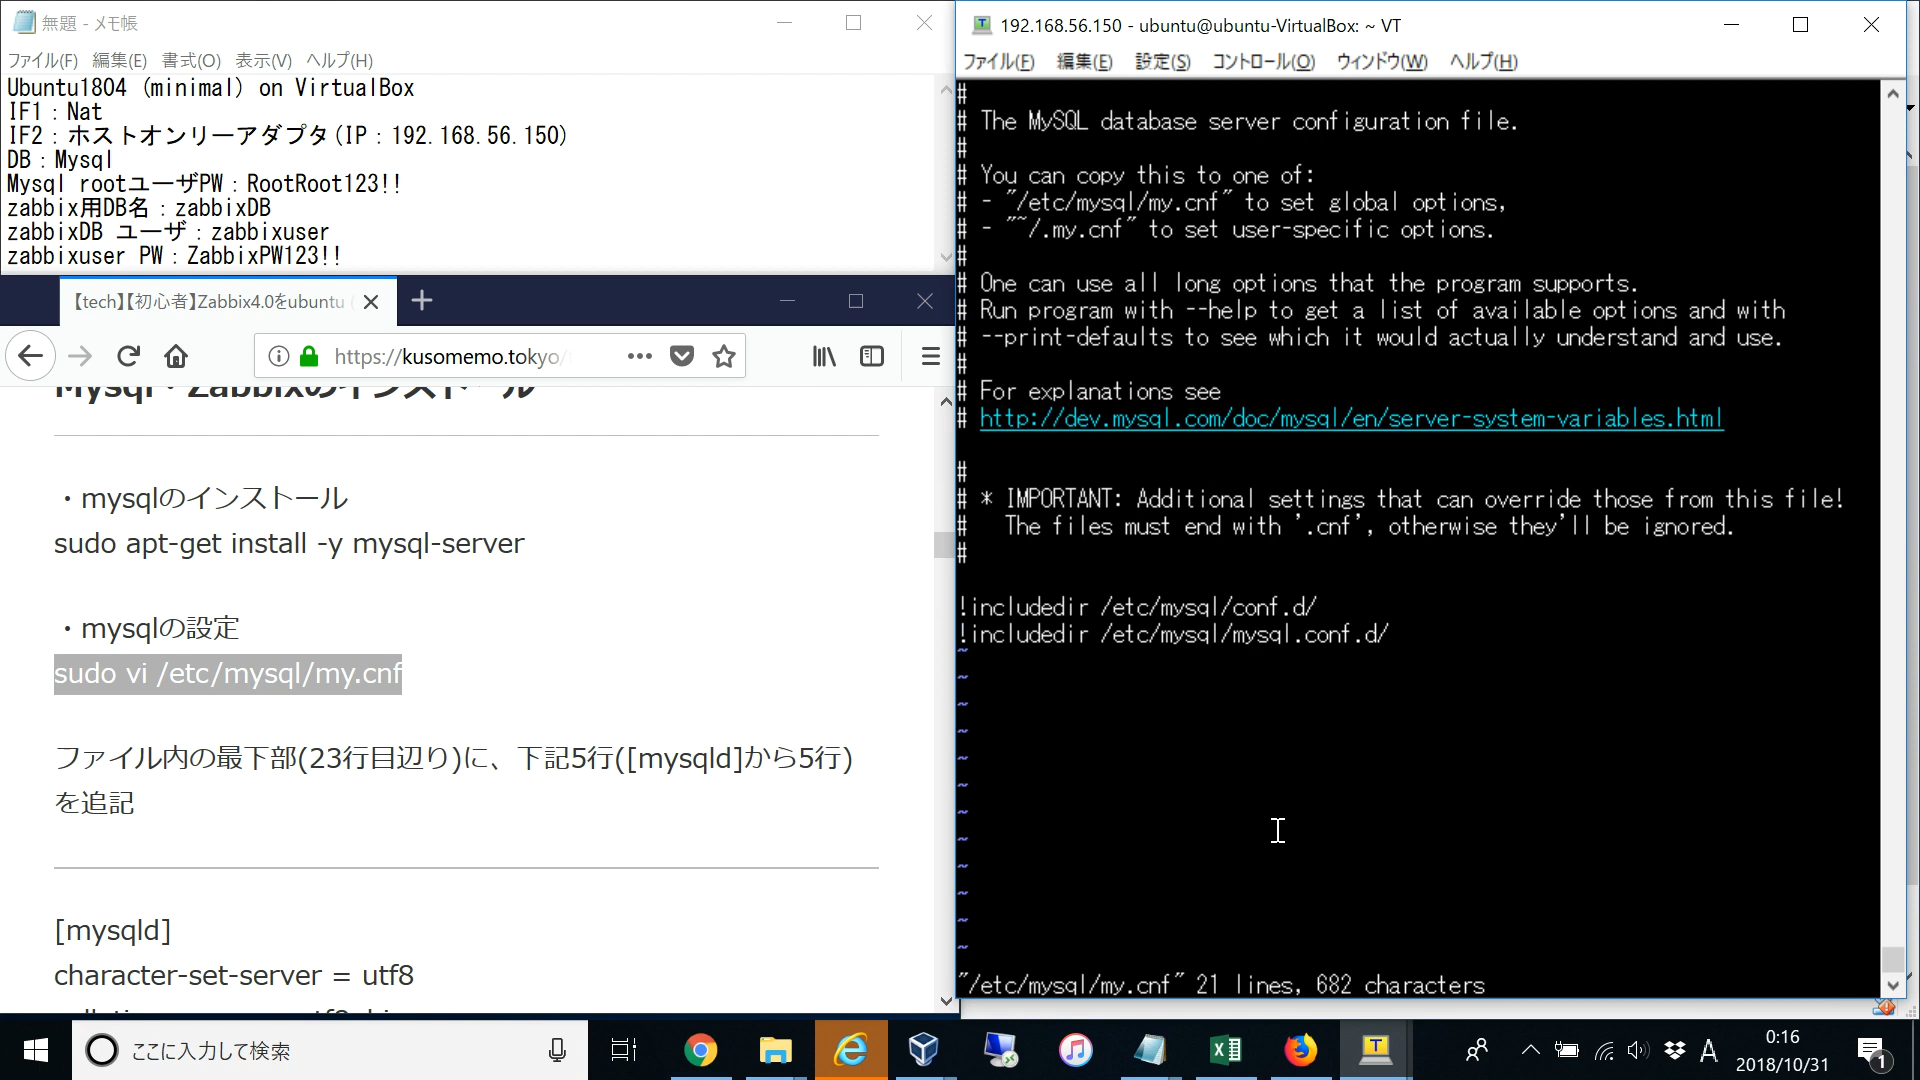 無題 - メモ帳
ファイル(F) 編集(E) 書式(O) 表示(V) ヘルプ(H)
Ubuntu1804 (minimal) on VirtualBox
IF1：Nat
IF2：ホストオンリーアダプタ(IP：192.168.56.150)
DB：Mysql
Mysql rootユーザPW：RootRoot123!!
zabbix用DB名：zabbixDB
zabbixDB ユーザ：zabbixuser
zabbixuser PW：ZabbixPW123!!
【tech】【初心者】Zabbix4.0をubuntu (
https://kusomemo.tokyo/
Mysql・Zabbixのインストール
・mysqlのインストール
sudo apt-get install -y mysql-server
・mysqlの設定
sudo vi /etc/mysql/my.cnf
ファイル内の最下部(23行目辺り)に、下記5行([mysqld]から5行)
を追記
[mysqld]
character-set-server = utf8
192.168.56.150 - ubuntu@ubuntu-VirtualBox: ~ VT
ファイル(F) 編集(E) 設定(S) コントロール(O) ウィンドウ(W) ヘルプ(H)
#
# The MySQL database server configuration file.
#
# You can copy this to one of:
# - "/etc/mysql/my.cnf" to set global options,
# - "~/.my.cnf" to set user-specific options.
#
# One can use all long options that the program supports.
# Run program with --help to get a list of available options and with
# --print-defaults to see which it would actually understand and use.
#
# For explanations see
# http://dev.mysql.com/doc/mysql/en/server-system-variables.html
#
# * IMPORTANT: Additional settings that can override those from this file!
#   The files must end with '.cnf', otherwise they'll be ignored.
#
!includedir /etc/mysql/conf.d/
!includedir /etc/mysql/mysql.conf.d/
~
~
~
~
~
~
~
~
~
~
~
~
"/etc/mysql/my.cnf" 21 lines, 682 characters
ここに入力して検索
A
0:16
2018/10/31
1